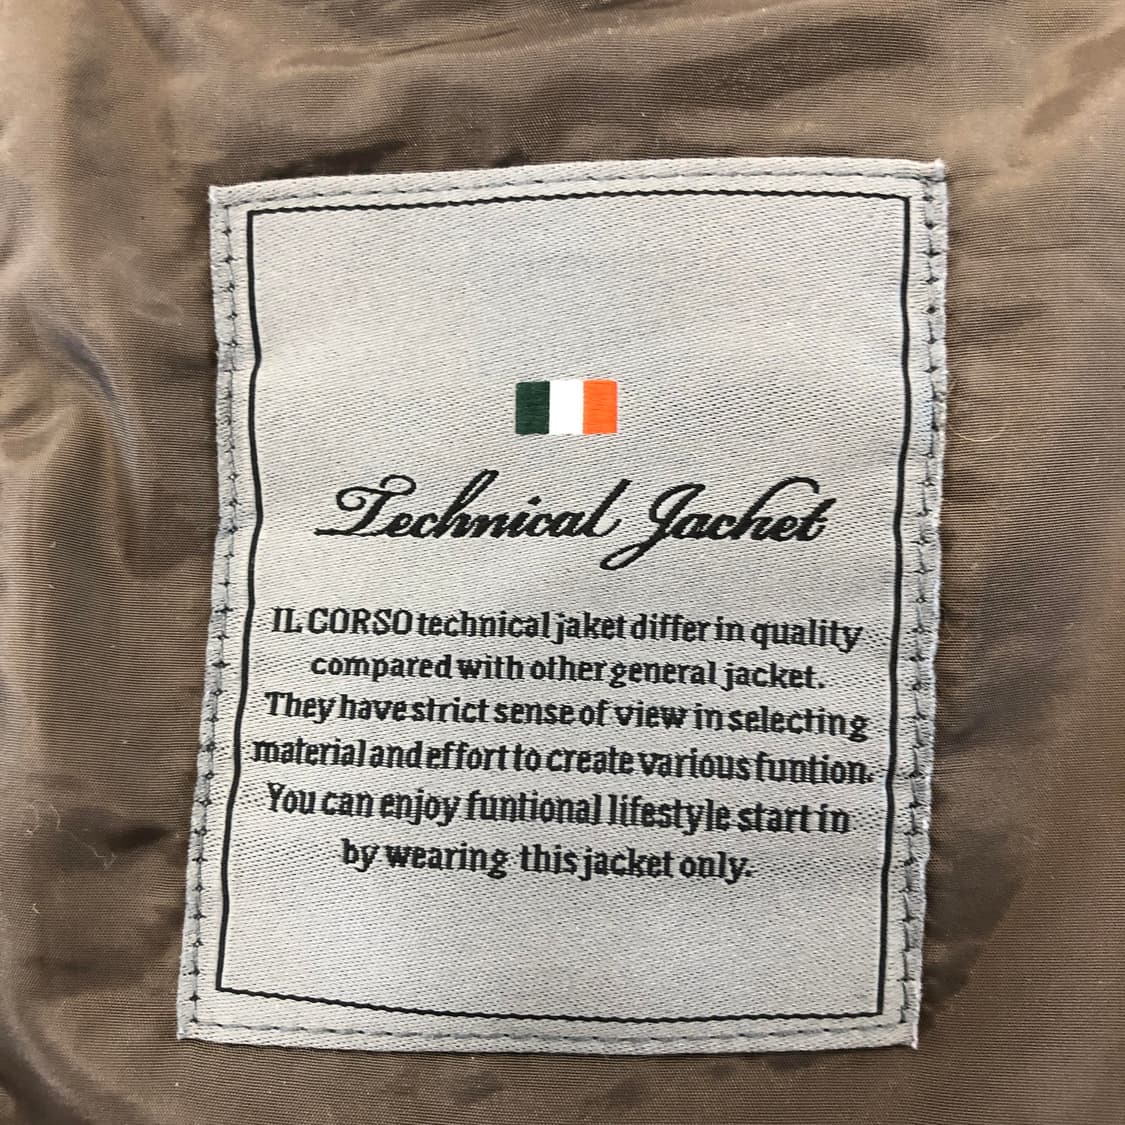 Technical Jacket
IL CORSO technical jaket differ in quality
compared with other general jacket.
They have strict sense of view in selecting
material and effort to create various funtion.
You can enjoy funtional lifestyle start in
by wearing this jacket only.